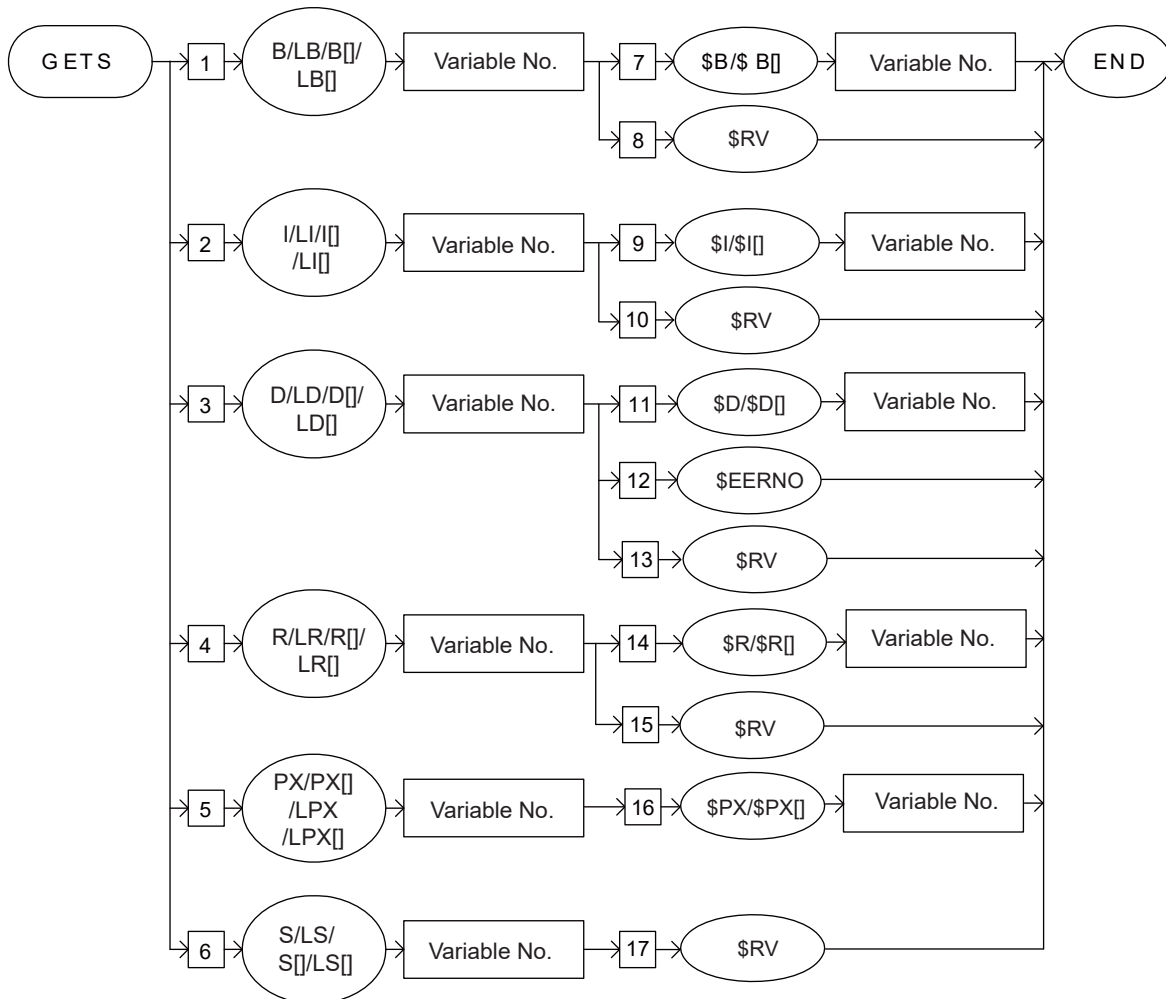 GETS
1
B/LB/B[]/
LB[]
Variable No.
7
$B/$ B[]
Variable No.
END
8
$RV
2
I/LI/I[]
/LI[]
Variable No.
9
$I/$I[]
Variable No.
10
$RV
3
D/LD/D[]/
LD[]
Variable No.
11
$D/$D[]
Variable No.
12
$EERNO
13
$RV
4
R/LR/R[]/
LR[]
Variable No.
14
$R/$R[]
Variable No.
15
$RV
5
PX/PX[]
/LPX
/LPX[]
Variable No.
16
$PX/$PX[]
Variable No.
6
S/LS/
S[]/LS[]
Variable No.
17
$RV